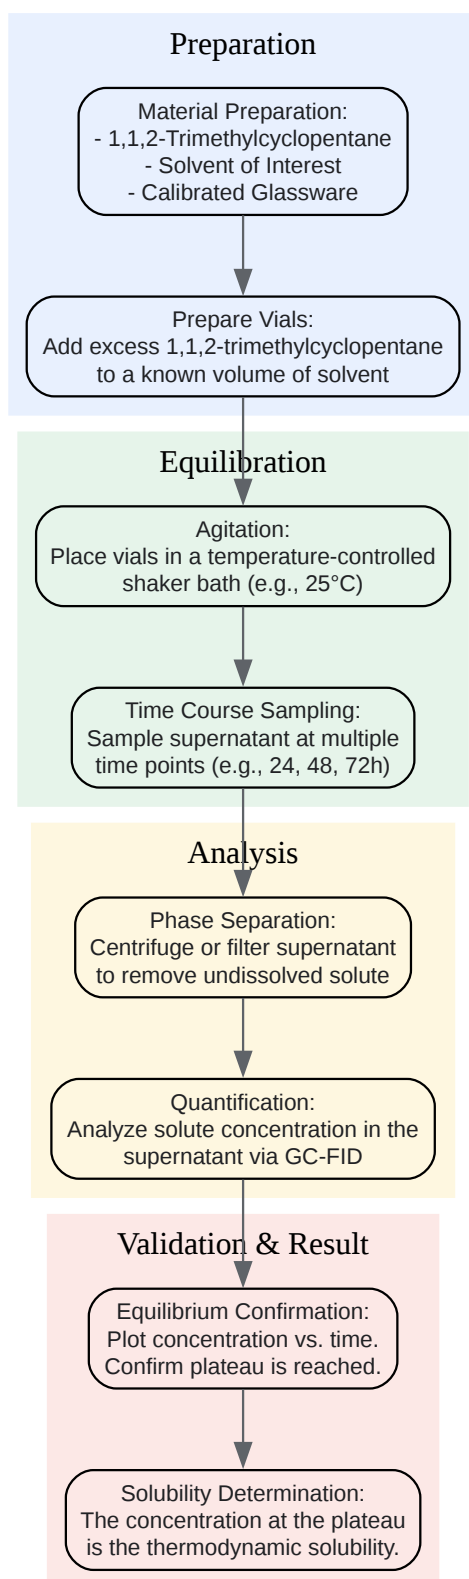 Preparation
Material Preparation:
- 1,1,2-Trimethylcyclopentane
- Solvent of Interest
- Calibrated Glassware
Prepare Vials:
Add excess 1,1,2-trimethylcyclopentane
to a known volume of solvent
Equilibration
Agitation:
Place vials in a temperature-controlled
shaker bath (e.g., 25°C)
Time Course Sampling:
Sample supernatant at multiple
time points (e.g., 24, 48, 72h)
Analysis
Phase Separation:
Centrifuge or filter supernatant
to remove undissolved solute
Quantification:
Analyze solute concentration in the
supernatant via GC-FID
Validation & Result
Equilibrium Confirmation:
Plot concentration vs. time.
Confirm plateau is reached.
Solubility Determination:
The concentration at the plateau
is the thermodynamic solubility.